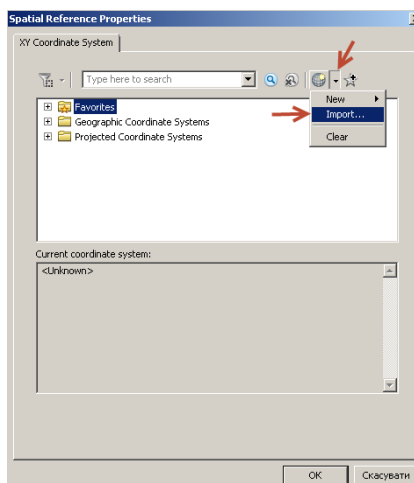 Spatial Reference Properties
XY Coordinate System
Type here to search
New
Import...
Clear
Favorites
Geographic Coordinate Systems
Projected Coordinate Systems
Current coordinate system:
<Unknown>
OK
Скасувати